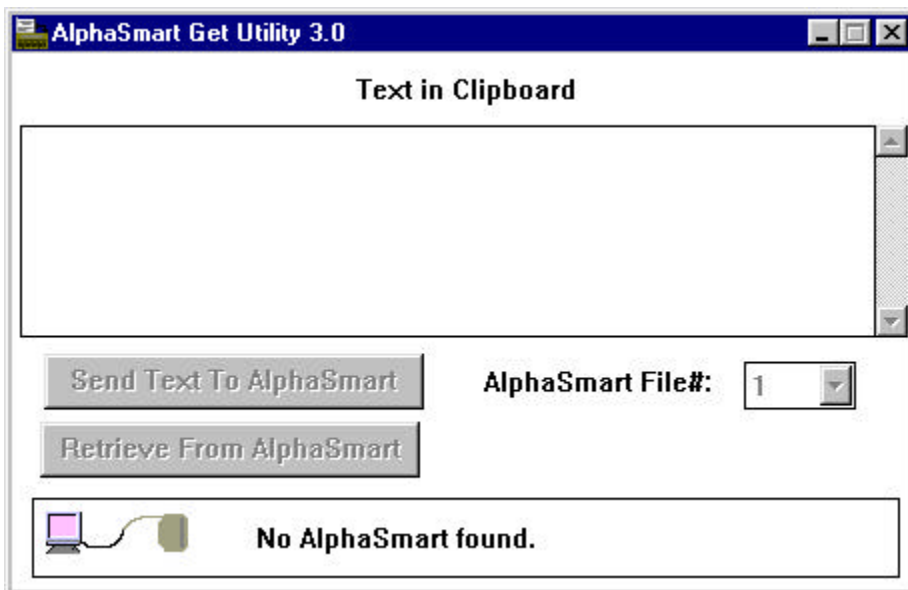 AlphaSmart Get Utility 3.0
Text in Clipboard
Send Text To AlphaSmart
AlphaSmart File#: 1
Retrieve From AlphaSmart
No AlphaSmart found.